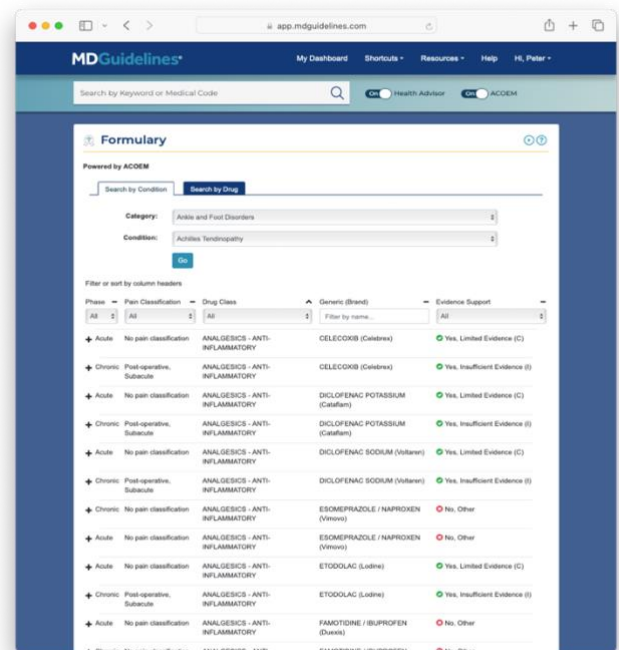 app.mdguidelines.com
MDGuidelines®
My Dashboard Shortcuts Resources Help Hi, Peter
Search by Keyword or Medical Code
On Health Advisor On ACOEM
Formulary
Powered by ACOEM
Search by Condition Search by Drug
Category: Ankle and Foot Disorders
Condition: Achilles Tendinopathy
Go
Filter or sort by column headers
Phase Pain Classification Drug Class Generic (Brand) Evidence Support
All All All Filter by name... All
Acute No pain classification ANALGESICS - ANTI- CELECOXIB (Celebrex) Yes, Limited Evidence (C)
INFLAMMATORY
Chronic Post-operative, ANALGESICS - ANTI- CELECOXIB (Celebrex) Yes, Insufficient Evidence (I)
Subacute INFLAMMATORY
Acute No pain classification ANALGESICS - ANTI- DICLOFENAC POTASSIUM Yes, Limited Evidence (C)
INFLAMMATORY (Cataflam)
Chronic Post-operative, ANALGESICS - ANTI- DICLOFENAC POTASSIUM Yes, Insufficient Evidence (I)
Subacute INFLAMMATORY (Cataflam)
Acute No pain classification ANALGESICS - ANTI- DICLOFENAC SODIUM (Voltaren) Yes, Limited Evidence (C)
INFLAMMATORY
Chronic Post-operative, ANALGESICS - ANTI- DICLOFENAC SODIUM (Voltaren) Yes, Insufficient Evidence (I)
Subacute INFLAMMATORY
Chronic No pain classification ANALGESICS - ANTI- ESOMEPRAZOLE / NAPROXEN No, Other
INFLAMMATORY (Vimovo)
Acute No pain classification ANALGESICS - ANTI- ESOMEPRAZOLE / NAPROXEN No, Other
INFLAMMATORY (Vimovo)
Acute No pain classification ANALGESICS - ANTI- ETODOLAC (Lodine) Yes, Limited Evidence (C)
INFLAMMATORY
Chronic Post-operative, ANALGESICS - ANTI- ETODOLAC (Lodine) Yes, Insufficient Evidence (I)
Subacute INFLAMMATORY
Acute No pain classification ANALGESICS - ANTI- FAMOTIDINE / IBUPROFEN No, Other
INFLAMMATORY (Duexis)